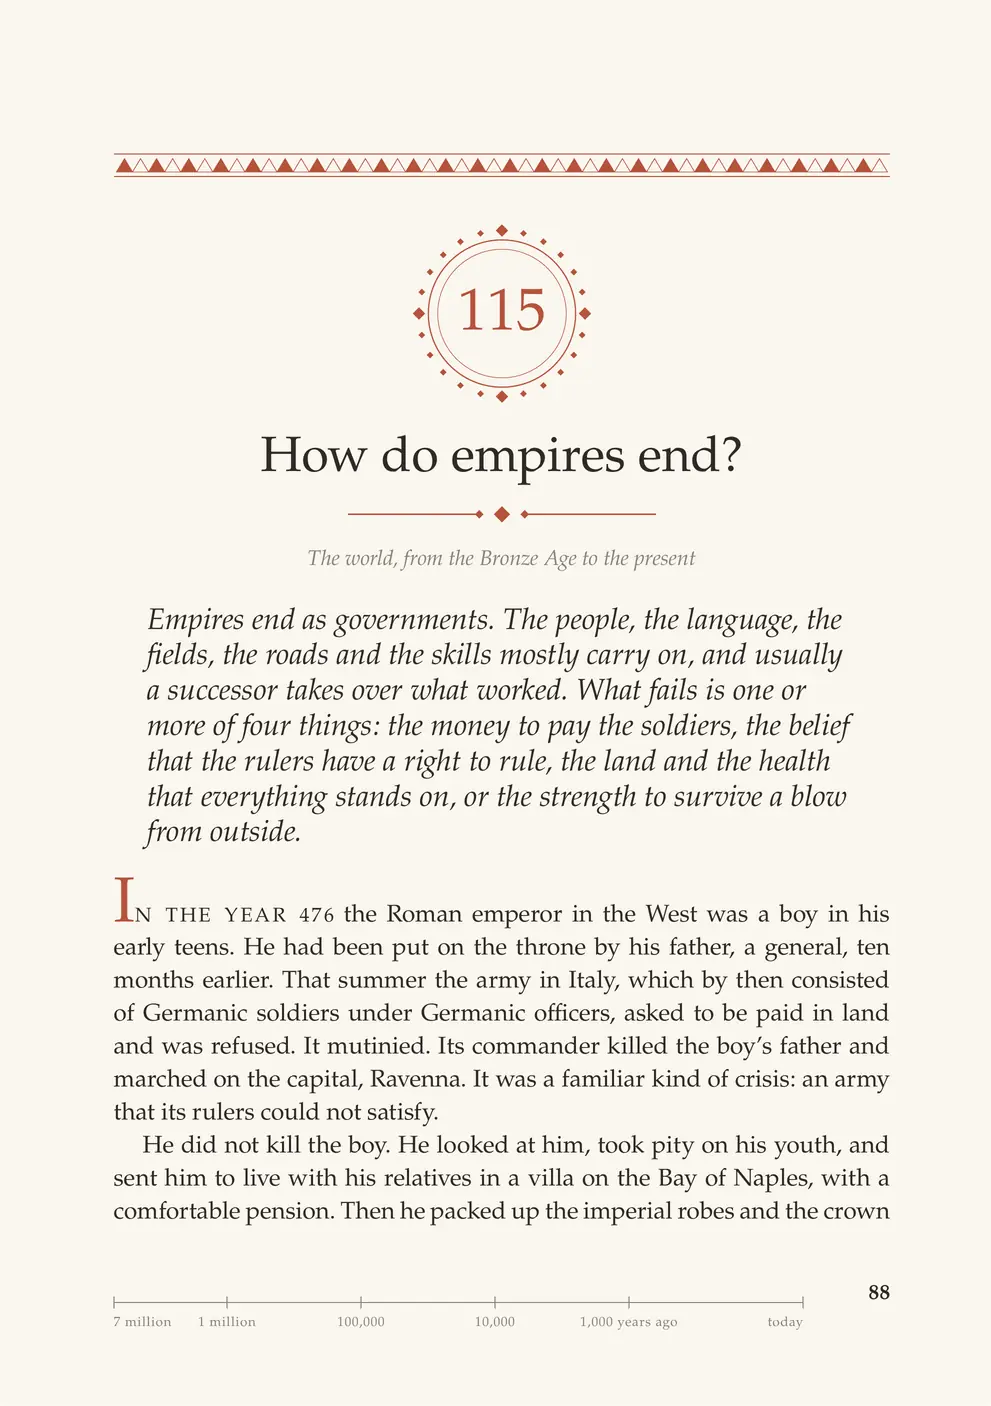 115
How do empires end?
The world, from the Bronze Age to the present
Empires end as governments. The people, the language, the
fields, the roads and the skills mostly carry on, and usually
a successor takes over what worked. What fails is one or
more of four things: the money to pay the soldiers, the belief
that the rulers have a right to rule, the land and the health
that everything stands on, or the strength to survive a blow
from outside.
IN THE YEAR 476 the Roman emperor in the West was a boy in his
early teens. He had been put on the throne by his father, a general, ten
months earlier. That summer the army in Italy, which by then consisted
of Germanic soldiers under Germanic officers, asked to be paid in land
and was refused. It mutinied. Its commander killed the boy’s father and
marched on the capital, Ravenna. It was a familiar kind of crisis: an army
that its rulers could not satisfy.
He did not kill the boy. He looked at him, took pity on his youth, and
sent him to live with his relatives in a villa on the Bay of Naples, with a
comfortable pension. Then he packed up the imperial robes and the crown
88
7 million 1 million 100,000 10,000 1,000 years ago today